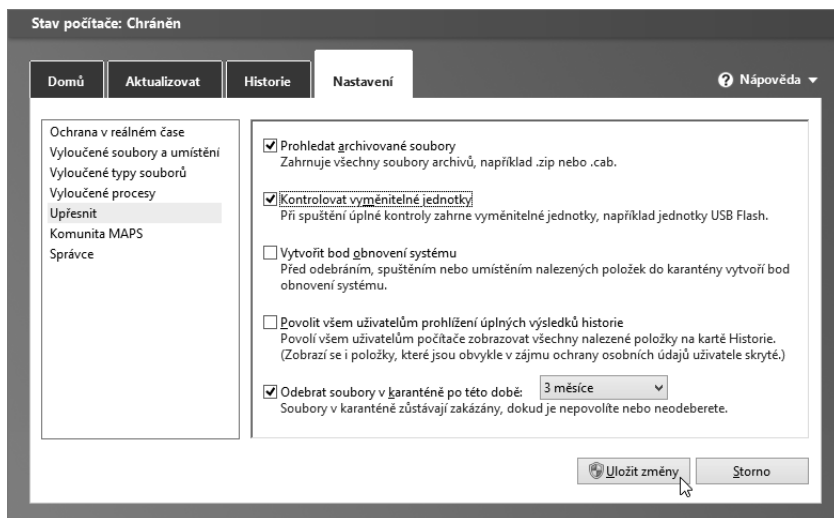 Stav počítače: Chráněn
Domů
Aktualizovat
Historie
Nastavení
Nápověda
Ochrana v reálném čase
Vyloučené soubory a umístění
Vyloučené typy souborů
Vyloučené procesy
Upřesnit
Komunita MAPS
Správce
Prohledat archivované soubory
Zahrnuje všechny soubory archivů, například .zip nebo .cab.
Kontrolovat vyměnitelné jednotky
Při spuštění úplné kontroly zahrne vyměnitelné jednotky, například jednotky USB Flash.
Vytvořit bod obnovení systému
Před odebráním, spuštěním nebo umístěním nalezených položek do karantény vytvoří bod
obnovení systému.
Povolit všem uživatelům prohlížení úplných výsledků historie
Povolí všem uživatelům počítače zobrazovat všechny nalezené položky na kartě Historie.
(Zobrazí se i položky, které jsou obvykle v zájmu ochrany osobních údajů uživatele skryté.)
Odebrat soubory v karanténě po této době: 3 měsíce
Soubory v karanténě zůstávají zakázány, dokud je nepovolíte nebo neodeberete.
Uložit změny
Storno